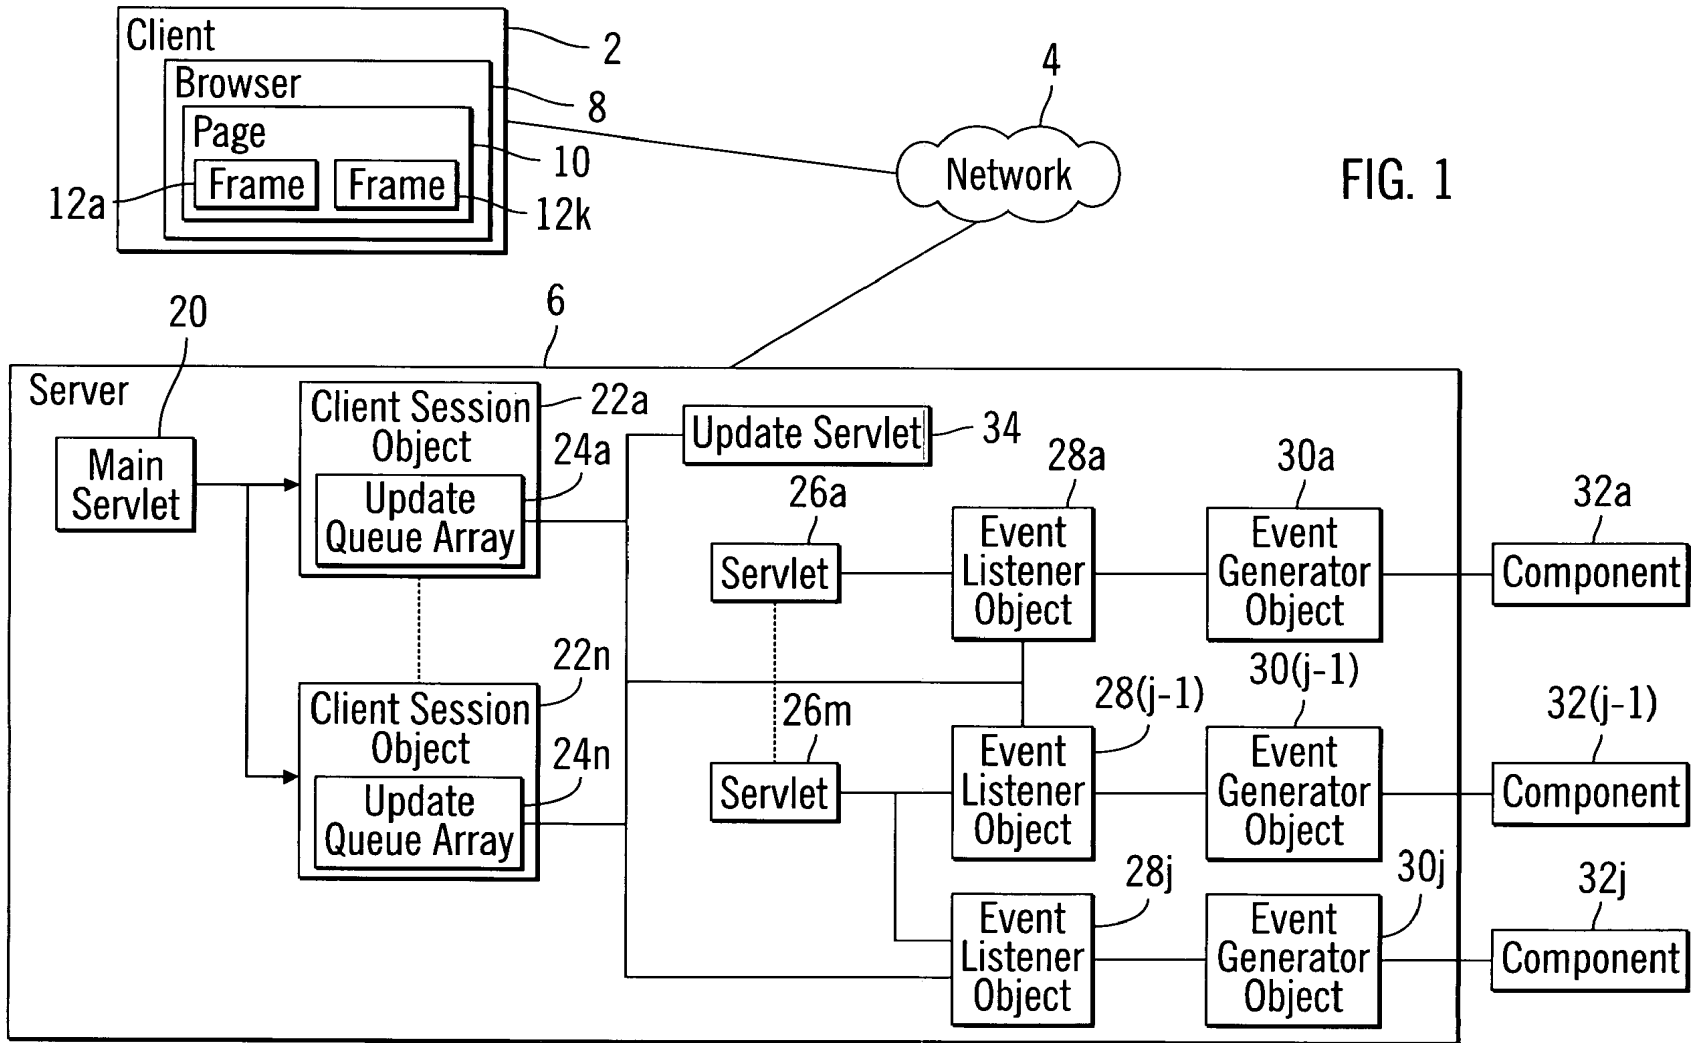 Client
2
Browser
8
Page
10
Frame
Frame
12a
12k
4
Network
FIG. 1
6
20
Server
Main
Servlet
Client Session
Object
22a
24a
Update
Queue Array
Update Servlet
34
26a
Servlet
28a
Event
Listener
Object
30a
Event
Generator
Object
32a
Component
Client Session
Object
22n
24n
Update
Queue Array
26m
Servlet
28(j-1)
Event
Listener
Object
30(j-1)
Event
Generator
Object
32(j-1)
Component
28j
Event
Listener
Object
30j
Event
Generator
Object
32j
Component